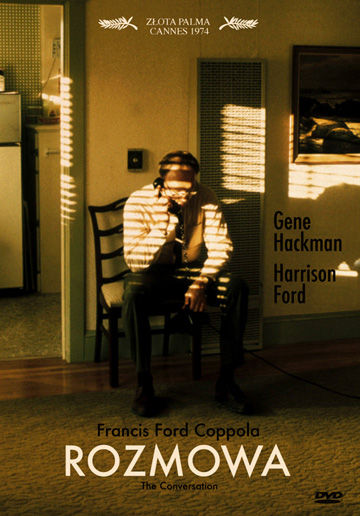 ZŁOTA PALMA
CANNES 1974
Gene
Hackman
Harrison
Ford
Francis Ford Coppola
ROZMOWA
The Conversation
DVD